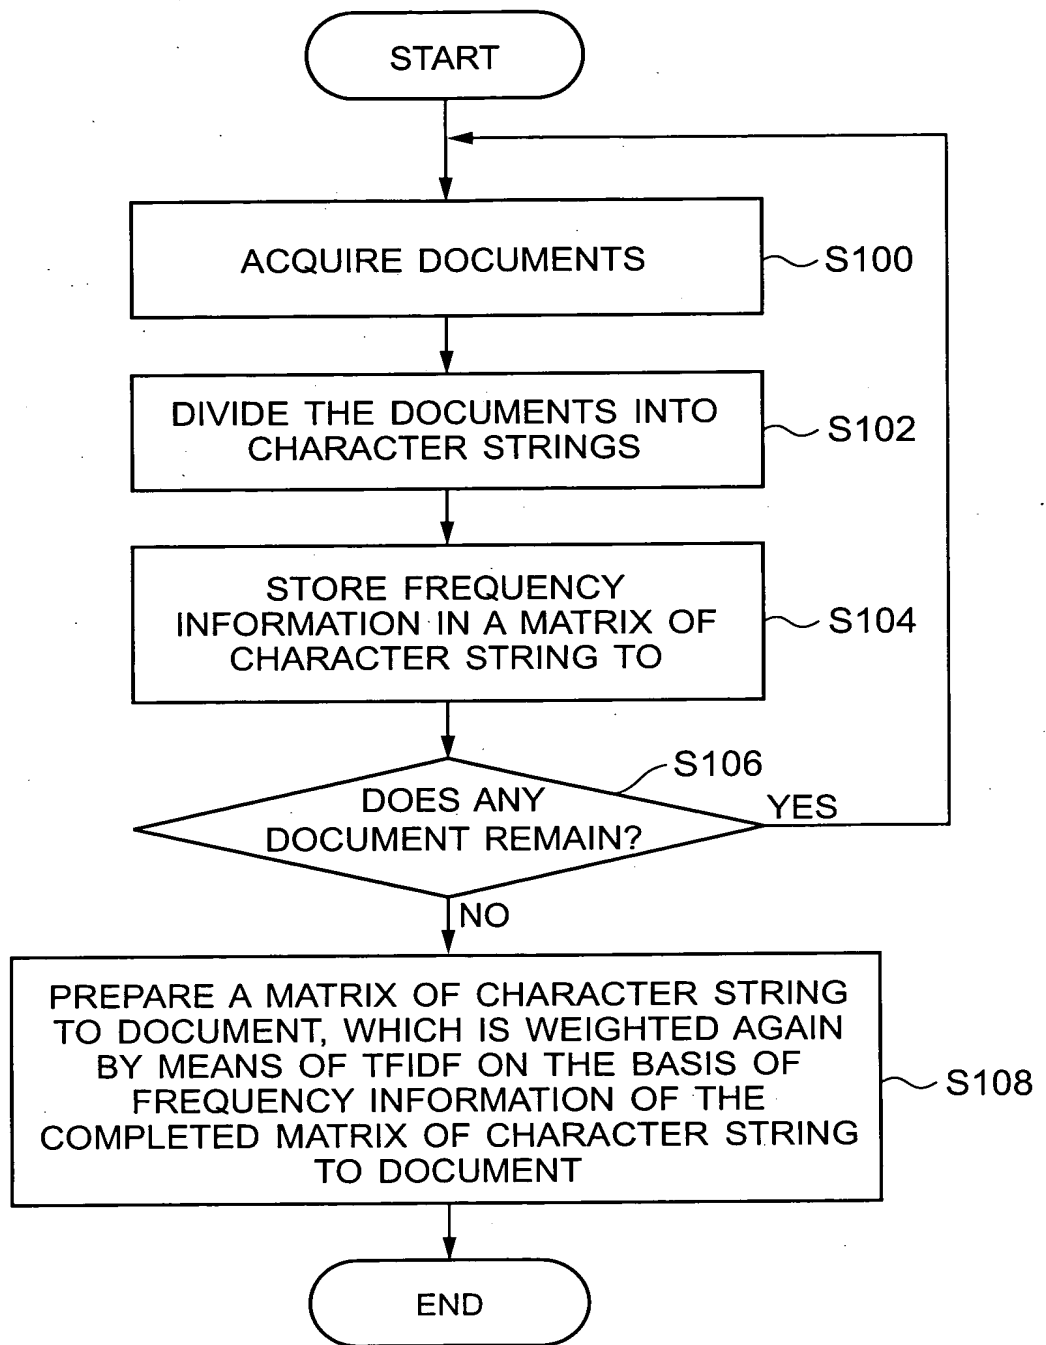 START
ACQUIRE DOCUMENTS
S100
DIVIDE THE DOCUMENTS INTO
CHARACTER STRINGS
S102
STORE FREQUENCY
INFORMATION IN A MATRIX OF
CHARACTER STRING TO
S104
S106
DOES ANY
DOCUMENT REMAIN?
YES
NO
PREPARE A MATRIX OF CHARACTER STRING
TO DOCUMENT, WHICH IS WEIGHTED AGAIN
BY MEANS OF TFIDF ON THE BASIS OF
FREQUENCY INFORMATION OF THE
COMPLETED MATRIX OF CHARACTER STRING
TO DOCUMENT
S108
END